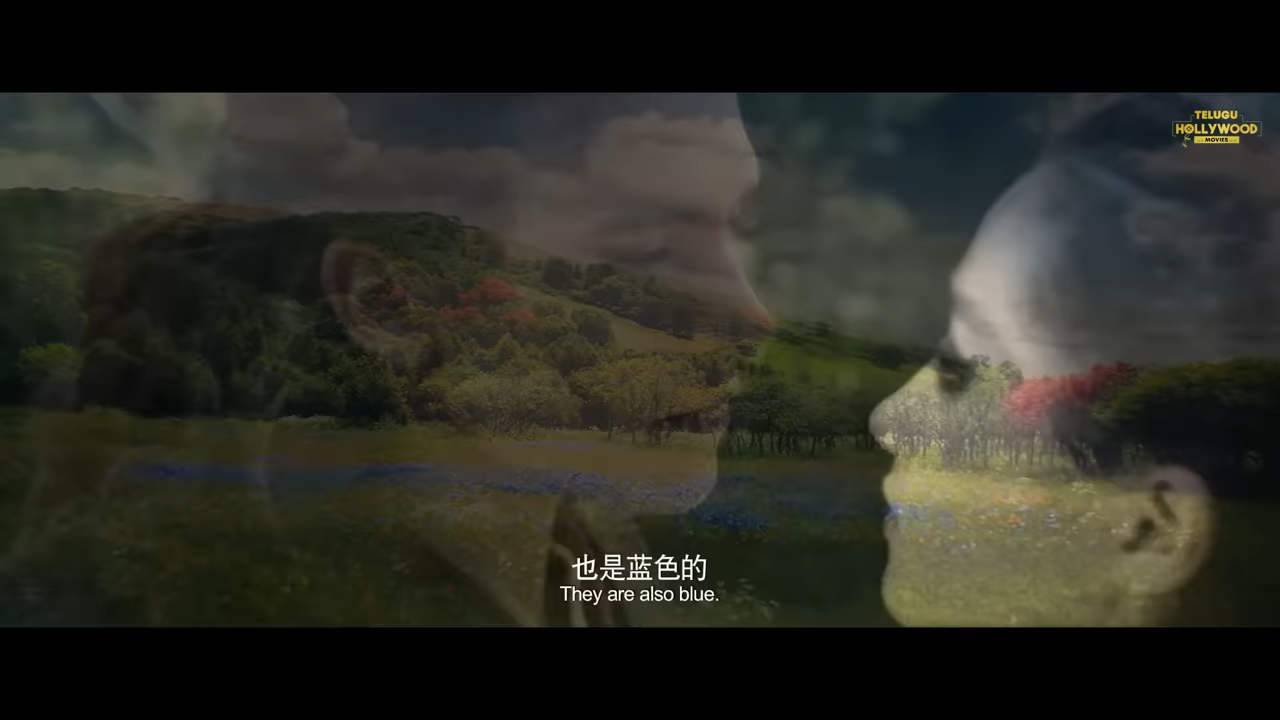 TELUGU
HOLLYWOOD
MOVIES
也是蓝色的
They are also blue.